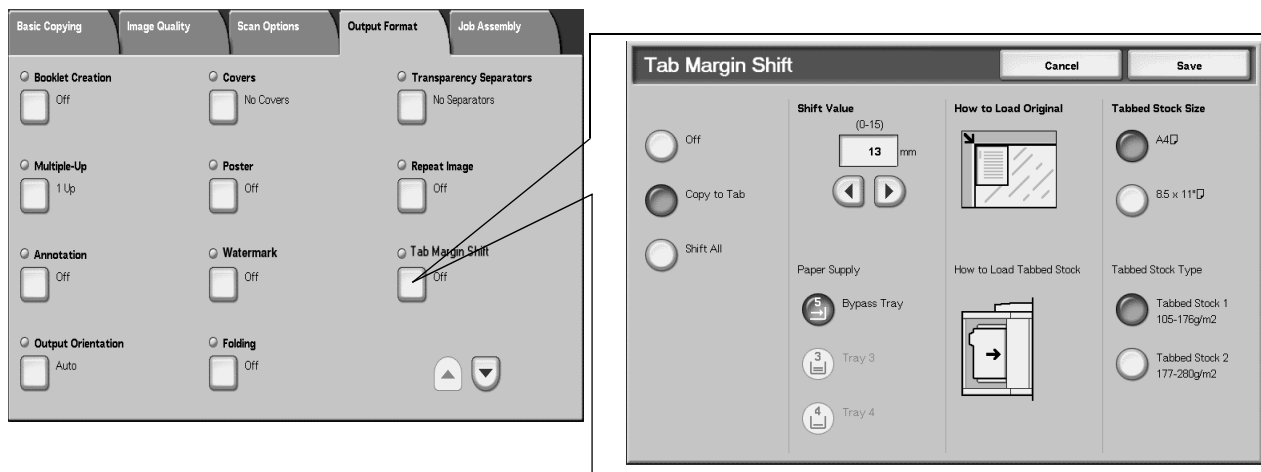 Basic Copying
Image Quality
Scan Options
Output Format
Job Assembly
Booklet Creation
Off
Covers
No Covers
Transparency Separators
No Separators
Multiple-Up
1 Up
Poster
Off
Repeat Image
Off
Annotation
Off
Watermark
Off
Tab Margin Shift
Off
Output Orientation
Auto
Folding
Off
Tab Margin Shift
Cancel
Save
Off
Copy to Tab
Shift All
Shift Value
(0-15)
13 mm
Paper Supply
5
Bypass Tray
3
Tray 3
4
Tray 4
How to Load Original
How to Load Tabbed Stock
Tabbed Stock Size
A4
8.5 x 11"
Tabbed Stock Type
Tabbed Stock 1
105-176g/m2
Tabbed Stock 2
177-280g/m2